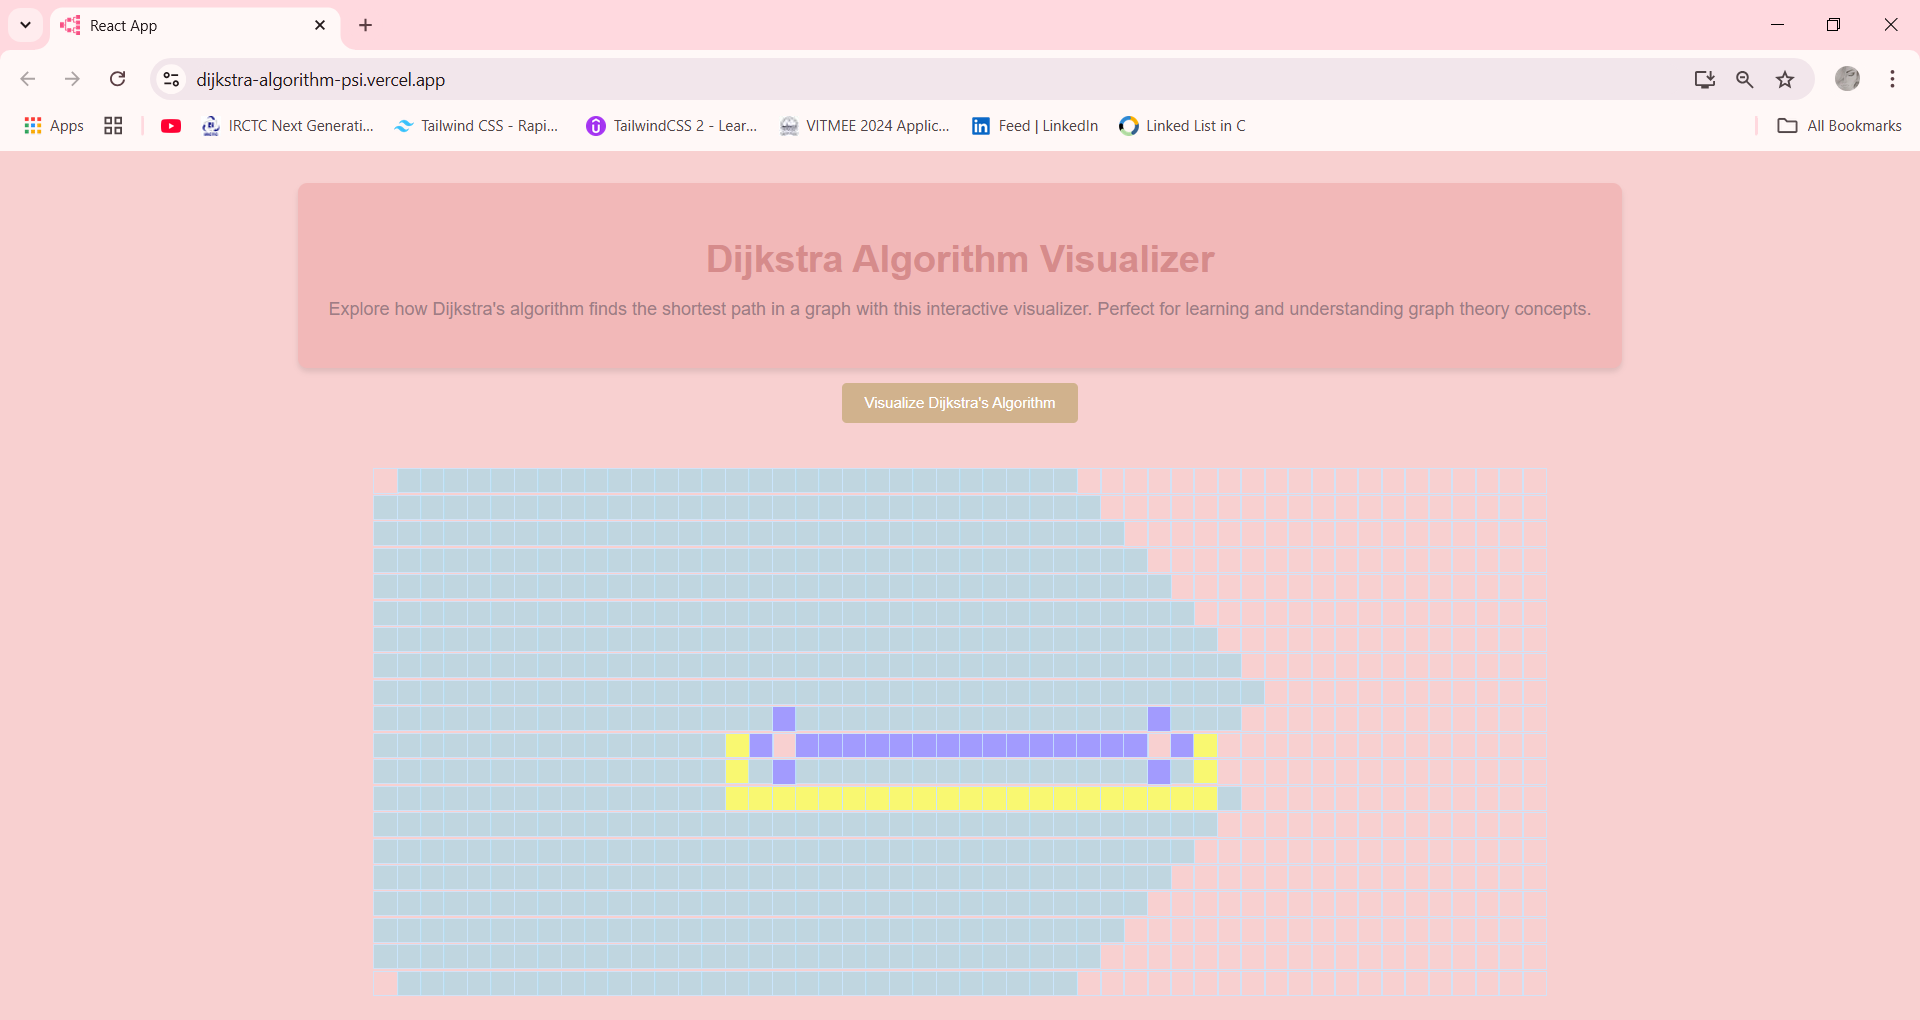 React App
dijkstra-algorithm-psi.vercel.app
Apps
IRCTC Next Generati...
Tailwind CSS - Rapi...
TailwindCSS 2 - Lear...
VITMEE 2024 Applic...
Feed | LinkedIn
Linked List in C
All Bookmarks
Dijkstra Algorithm Visualizer
Explore how Dijkstra's algorithm finds the shortest path in a graph with this interactive visualizer. Perfect for learning and understanding graph theory concepts.
Visualize Dijkstra's Algorithm